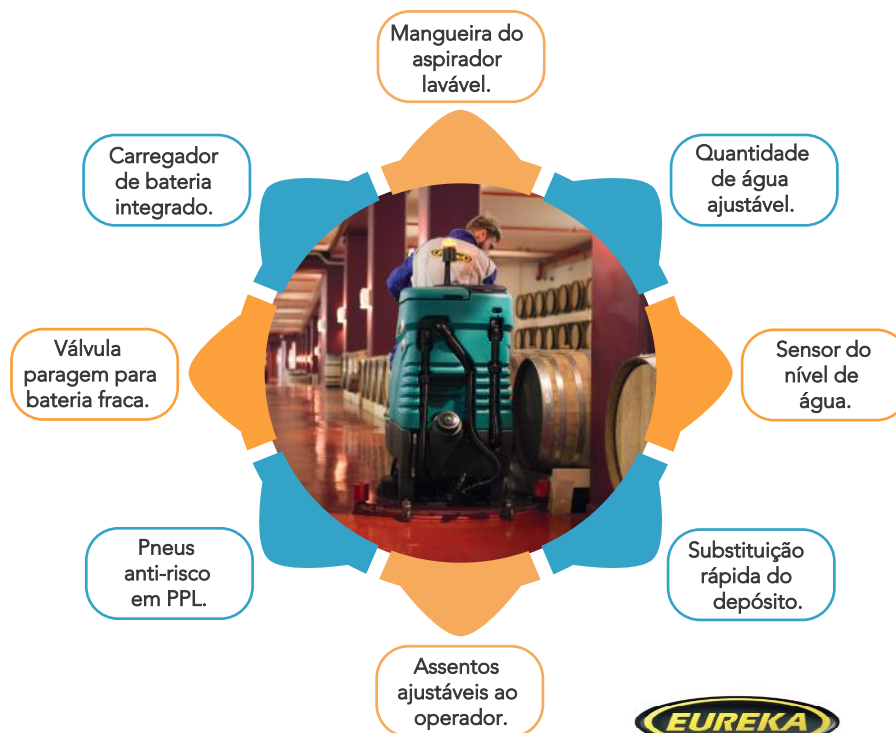 Mangueira do
aspirador
lavável.
Carregador
de bateria
integrado.
Quantidade
de água
ajustável.
Válvula
paragem para
bateria fraca.
Sensor do
nível de
água.
Pneus
anti-risco
em PPL.
Substituição
rápida do
depósito.
Assentos
ajustáveis ao
operador.
EUREKA